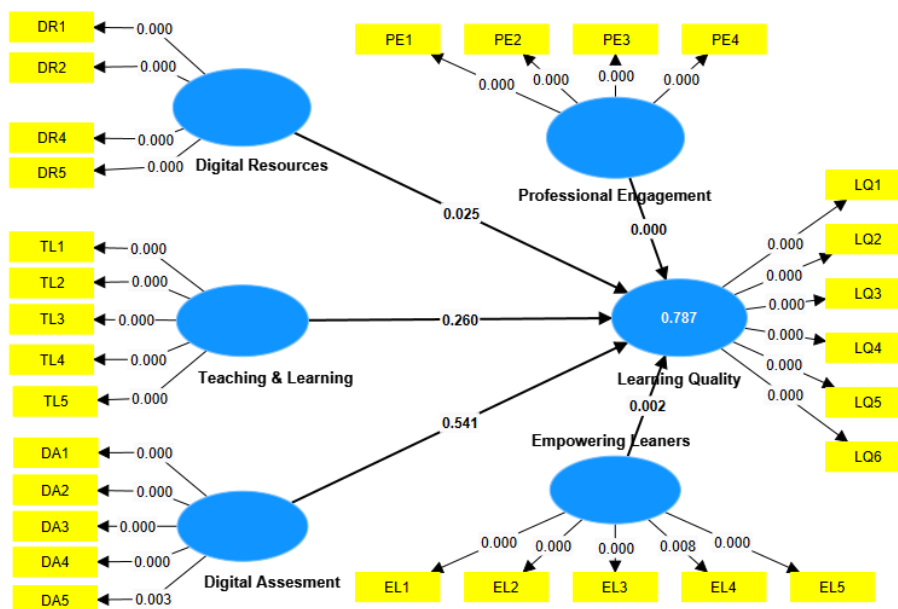 DR1
0.000
DR2
0.000
DR4
0.000
DR5
0.000
Digital Resources
0.025
PE1
PE2
PE3
PE4
0.000
0.000
0.000
0.000
Professional Engagement
0.000
TL1
0.000
TL2
0.000
TL3
0.000
TL4
0.000
TL5
0.000
Teaching & Learning
0.260
0.787
Learning Quality
LQ1
0.000
LQ2
0.000
LQ3
0.000
LQ4
0.000
LQ5
0.000
LQ6
0.000
DA1
0.000
DA2
0.000
DA3
0.000
DA4
0.000
DA5
0.003
Digital Assesment
0.541
0.002
Empowering Leaners
0.000
0.000
0.000
0.008
0.000
EL1
EL2
EL3
EL4
EL5